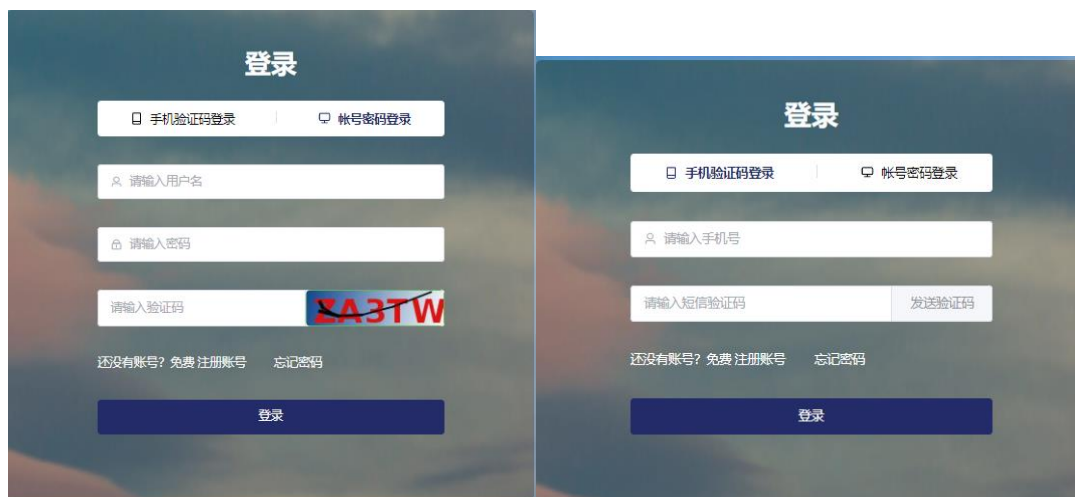 登录
手机验证码登录 帐号密码登录
请输入用户名
请输入密码
请输入验证码 ZA3TW
还没有账号？免费 注册账号 忘记密码
登录
登录
手机验证码登录 帐号密码登录
请输入手机号
请输入短信验证码 发送验证码
还没有账号？免费 注册账号 忘记密码
登录